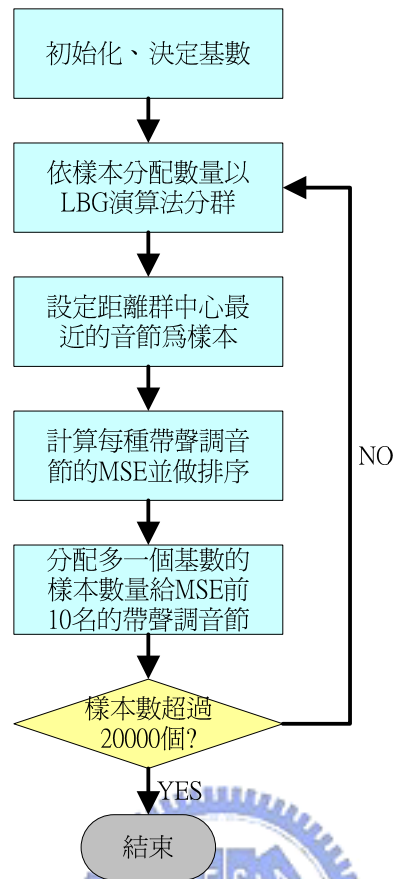 初始化、決定基數
依樣本分配數量以
LBG演算法分群
設定距離群中心最
近的音節爲樣本
計算每種帶聲調音
節的MSE並做排序
NO
分配多一個基數的
樣本數量給MSE前
10名的帶聲調音節
樣本數超過
20000個?
YES
結束